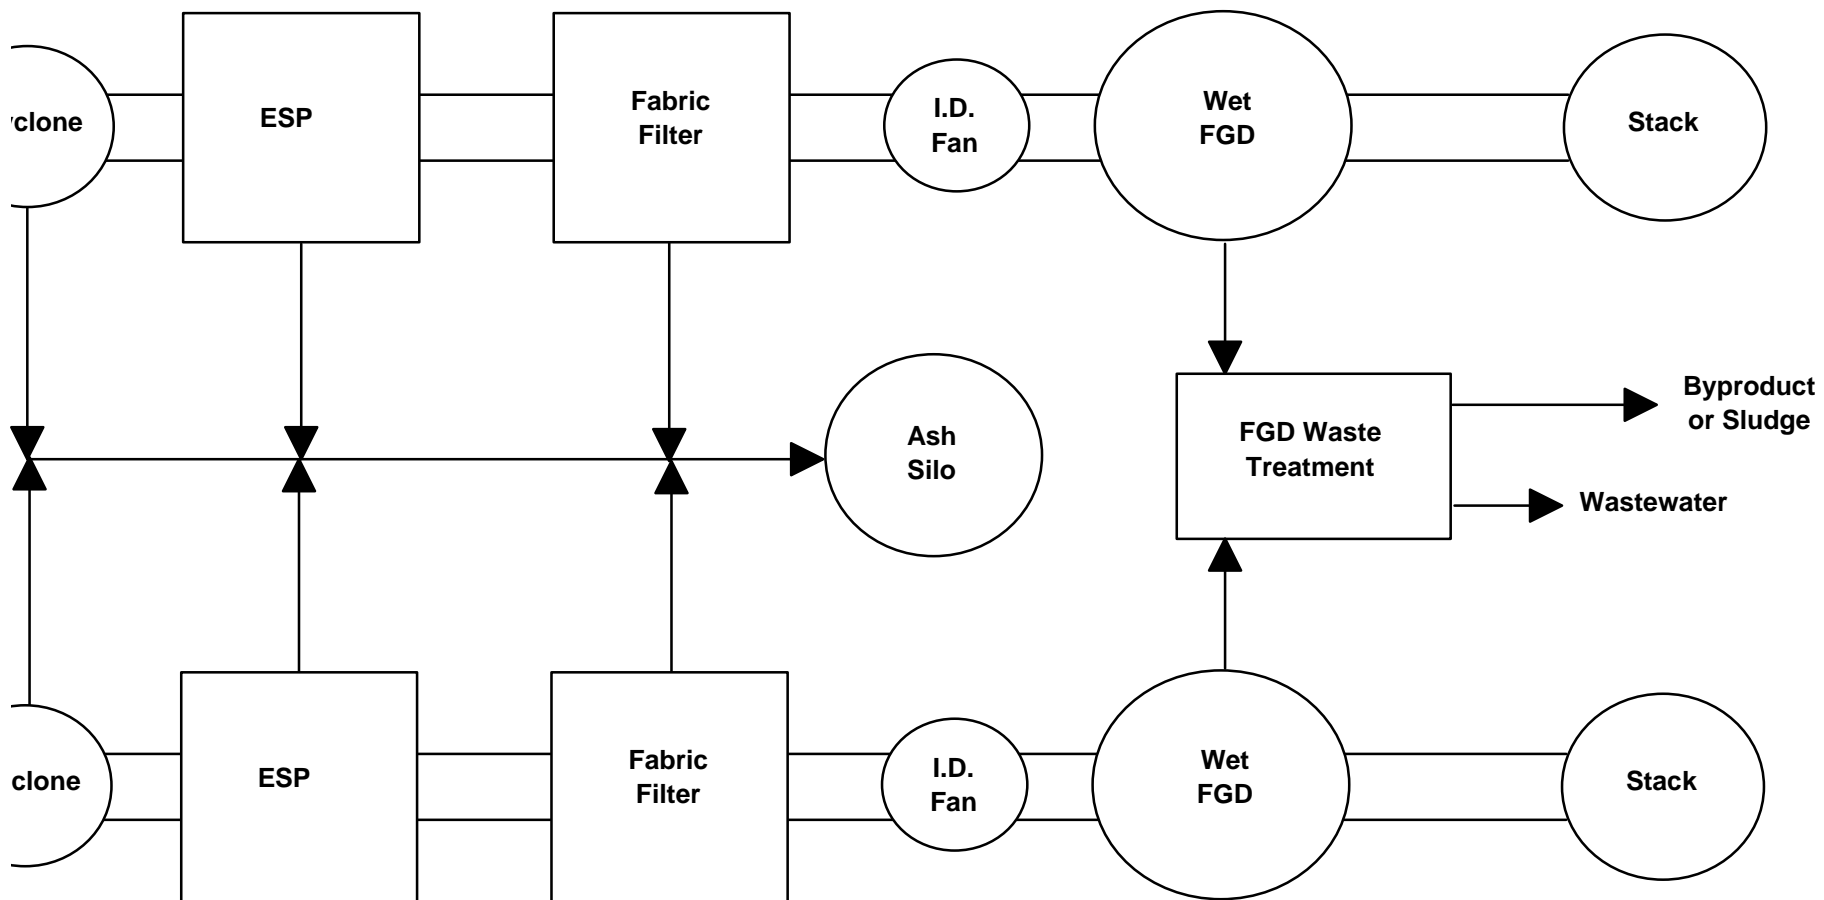 yclone
ESP
Fabric
Filter
I.D.
Fan
Wet
FGD
Stack
Ash
Silo
FGD Waste
Treatment
Byproduct
or Sludge
Wastewater
clone
ESP
Fabric
Filter
I.D.
Fan
Wet
FGD
Stack